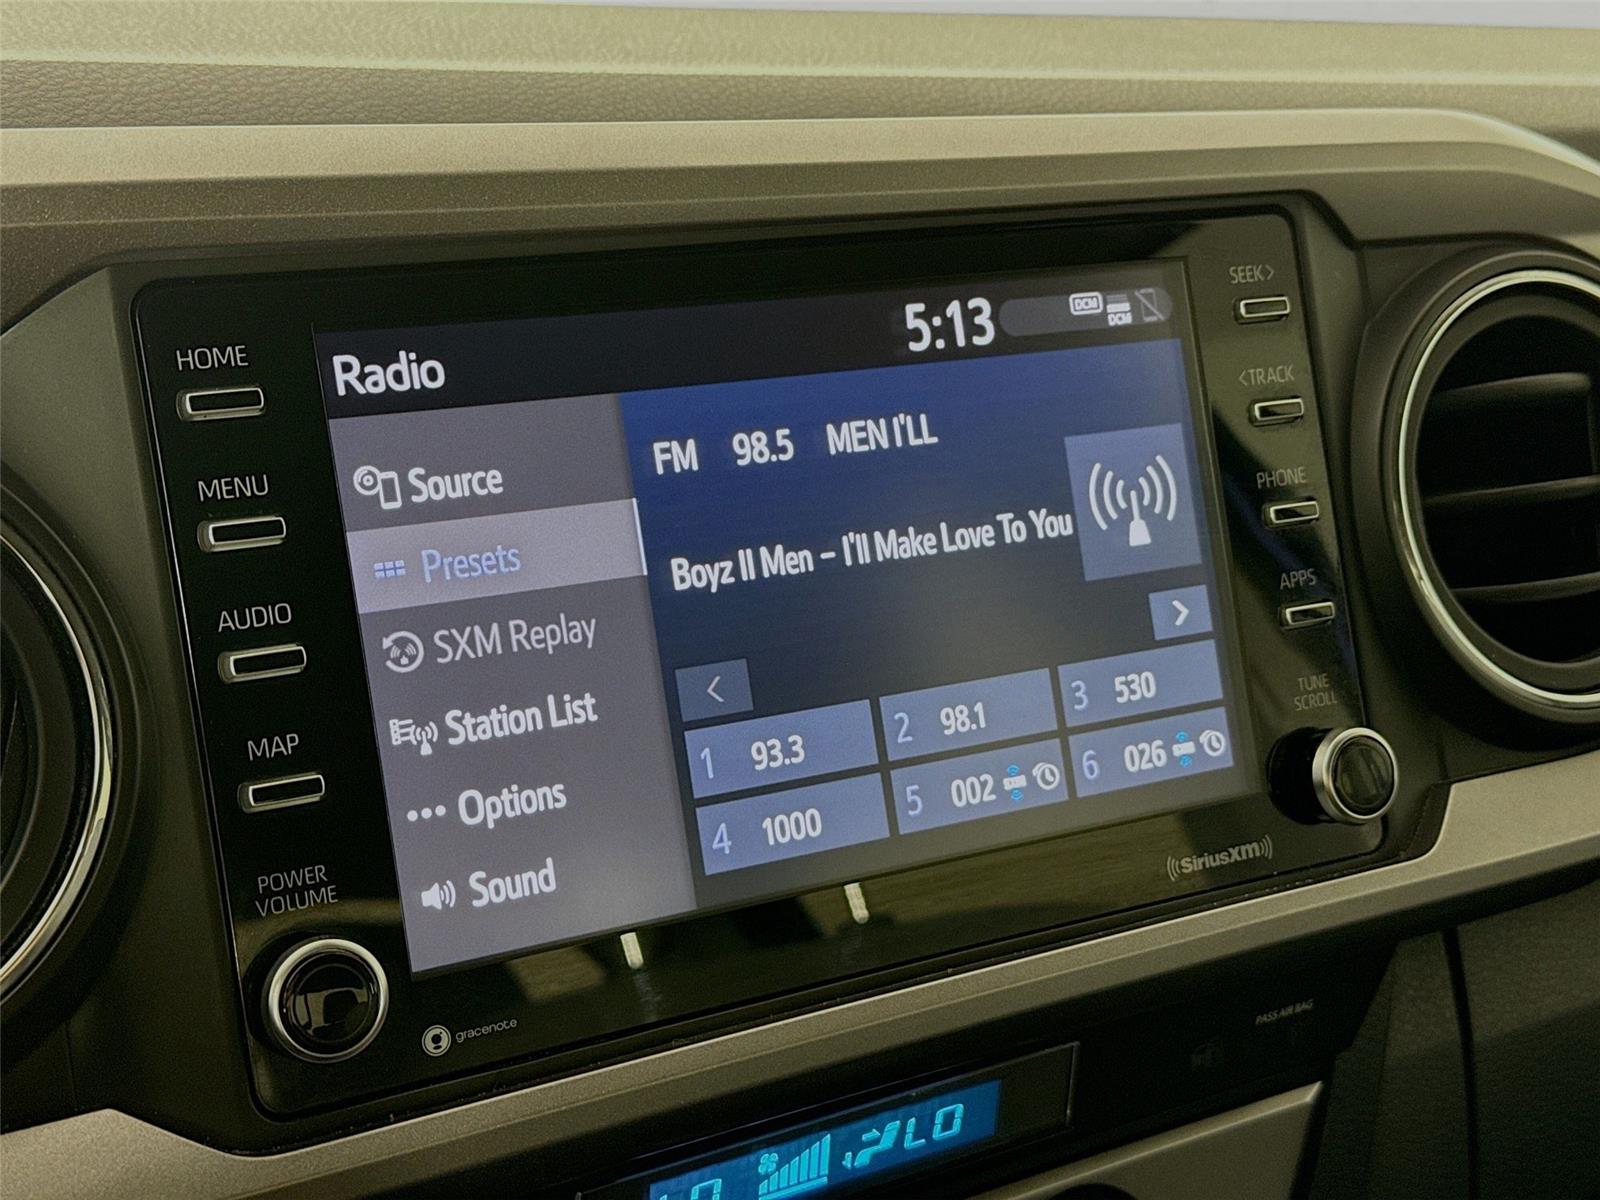 HOME
MENU
AUDIO
MAP
POWER
VOLUME
Radio
5:13
DCM
DCM
Source
Presets
SXM Replay
Station List
Options
Sound
FM 98.5 MEN I'LL
Boyz II Men – I'll Make Love To You
1 93.3
2 98.1
3 530
4 1000
5 002
6 026
SEEK>
<TRACK
PHONE
APPS
TUNE
SCROLL
SiriusXM
gracenote
PASS AIR BAG
LO